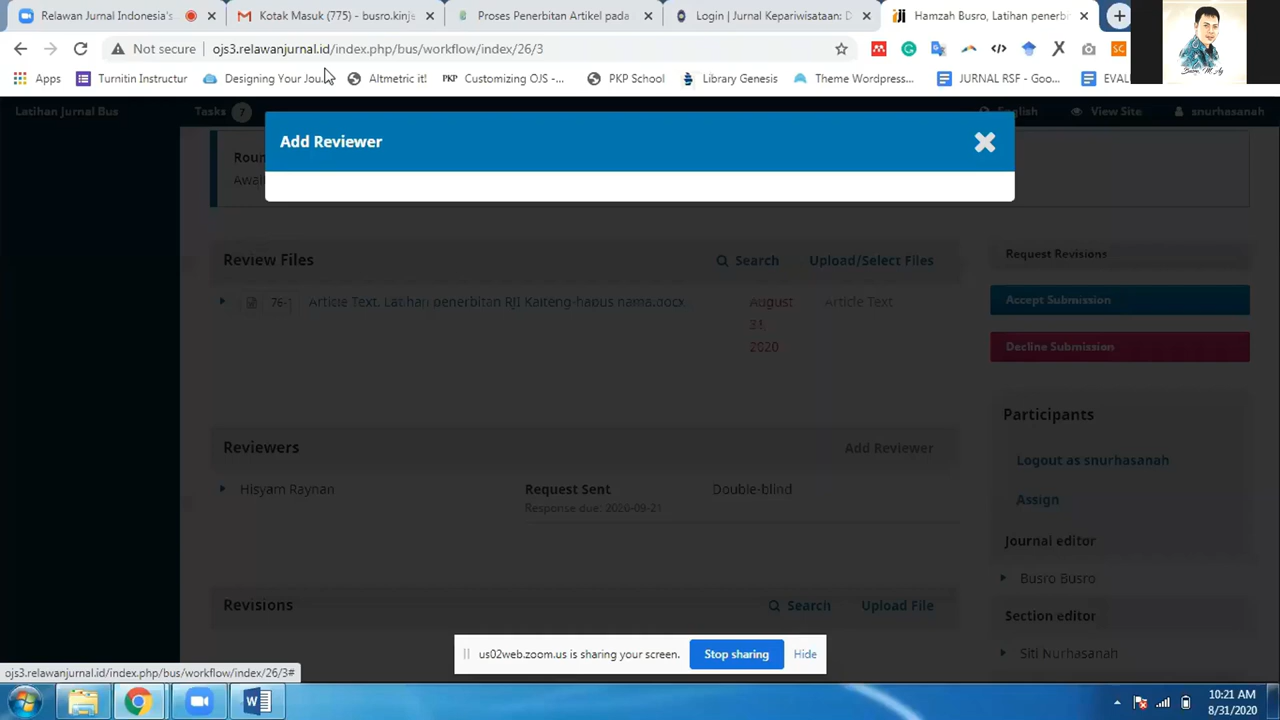 Relawan Jurnal Indonesia's
Kotak Masuk (775) - busro.kinj
Proses Penerbitan Artikel pada
Login | Jurnal Kepariwisataan: D
Hamzah Busro, Latihan penerb
Not secure
ojs3.relawanjurnal.id/index.php/bus/workflow/index/26/3
Apps
Turnitin Instructur
Designing Your Jou...
Altmetric it!
PKP Customizing OJS -...
PKP School
Library Genesis
Theme Wordpress...
JURNAL RSF - Goo...
EVAL
Latihan Jurnal Bus
Tasks 7
English
View Site
snurhasanah
Add Reviewer
Roun
Awai
Review Files
Search
Upload/Select Files
76-1
Article Text, Latihan penerbitan RJI Kalteng-hapus nama.docx
August
31,
2020
Article Text
Request Revisions
Accept Submission
Decline Submission
Participants
Logout as snurhasanah
Assign
Journal editor
Busro Busro
Section editor
Siti Nurhasanah
Reviewers
Add Reviewer
Hisyam Raynan
Request Sent
Response due: 2020-09-21
Double-blind
Revisions
Search
Upload File
us02web.zoom.us is sharing your screen.
Stop sharing
Hide
ojs3.relawanjurnal.id/index.php/bus/workflow/index/26/3#
10:21 AM
8/31/2020